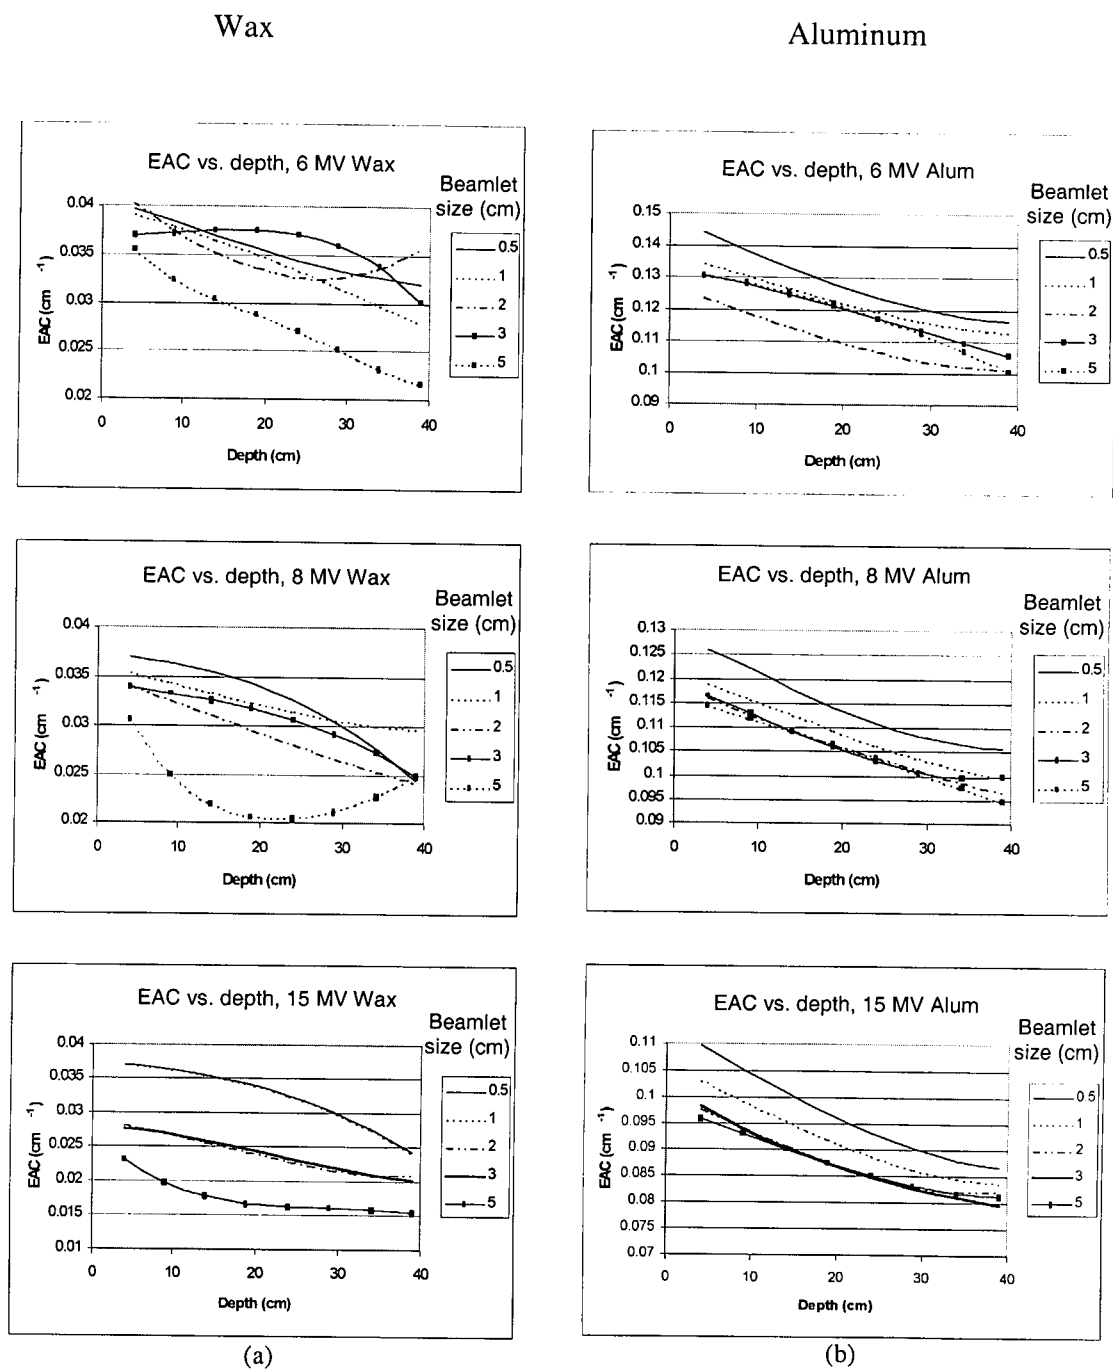 Wax
Aluminum
EAC vs. depth, 6 MV Wax
Beamlet
size (cm)
0.04
0.035
0.03
0.025
0.02
EAC (cm⁻¹)
0 10 20 30 40
Depth (cm)
0.5
1
2
3
5
EAC vs. depth, 6 MV Alum
Beamlet
size (cm)
0.15
0.14
0.13
0.12
0.11
0.1
0.09
EAC (cm⁻¹)
0 10 20 30 40
Depth (cm)
0.5
1
2
3
5
EAC vs. depth, 8 MV Wax
Beamlet
size (cm)
0.04
0.035
0.03
0.025
0.02
EAC (cm⁻¹)
0 10 20 30 40
Depth (cm)
0.5
1
2
3
5
EAC vs. depth, 8 MV Alum
Beamlet
size (cm)
0.13
0.125
0.12
0.115
0.11
0.105
0.1
0.095
0.09
EAC (cm⁻¹)
0 10 20 30 40
Depth (cm)
0.5
1
2
3
5
EAC vs. depth, 15 MV Wax
Beamlet
size (cm)
0.04
0.035
0.03
0.025
0.02
0.015
0.01
EAC (cm⁻¹)
0 10 20 30 40
Depth (cm)
0.5
1
2
3
5
EAC vs. depth, 15 MV Alum
Beamlet
size (cm)
0.11
0.105
0.1
0.095
0.09
0.085
0.08
0.075
0.07
EAC (cm⁻¹)
0 10 20 30 40
Depth (cm)
0.5
1
2
3
5
(a)
(b)